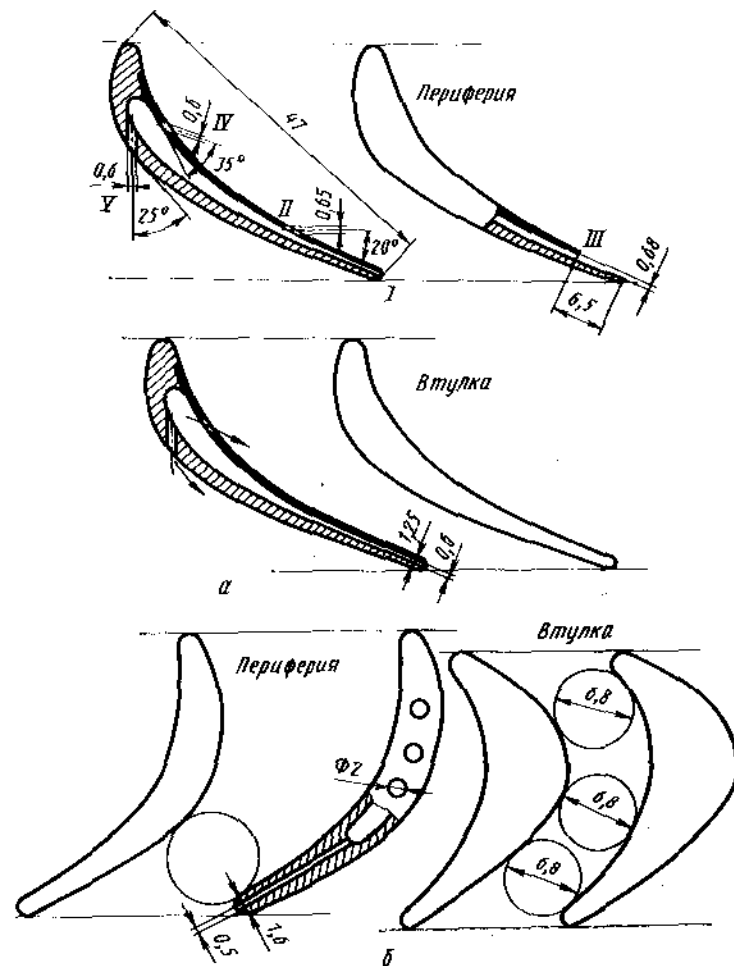 47
Периферия
0,6
IV
35°
0,6
V
25°
II
0,65
20°
I
III
0,68
6,5
Втулка
1,25
0,6
а
Периферия
Втулка
6,8
Ф2
6,8
6,8
0,5
1,6
б